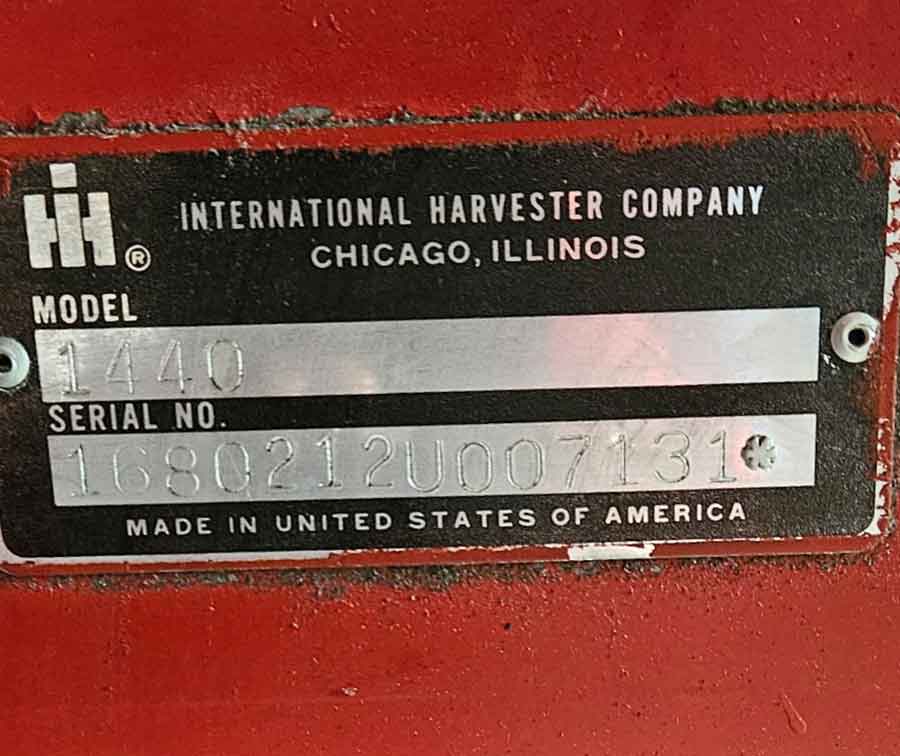 IH®
INTERNATIONAL HARVESTER COMPANY
CHICAGO, ILLINOIS
MODEL
1440
SERIAL NO.
1680212U007131*
MADE IN UNITED STATES OF AMERICA